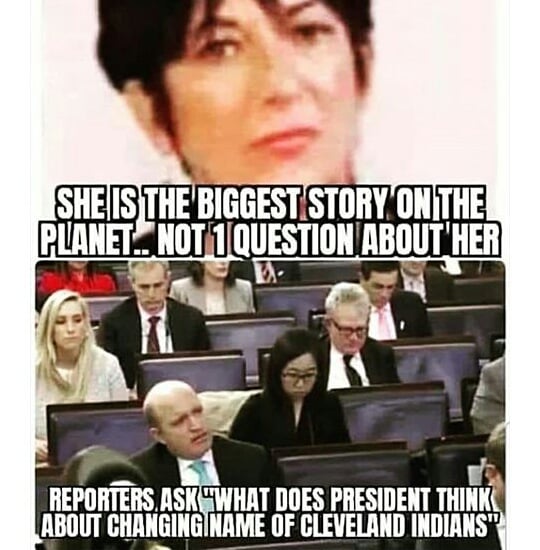 SHE IS THE BIGGEST STORY ON THE
PLANET.. NOT 1 QUESTION ABOUT HER
REPORTERS ASK "WHAT DOES PRESIDENT THINK
ABOUT CHANGING NAME OF CLEVELAND INDIANS"